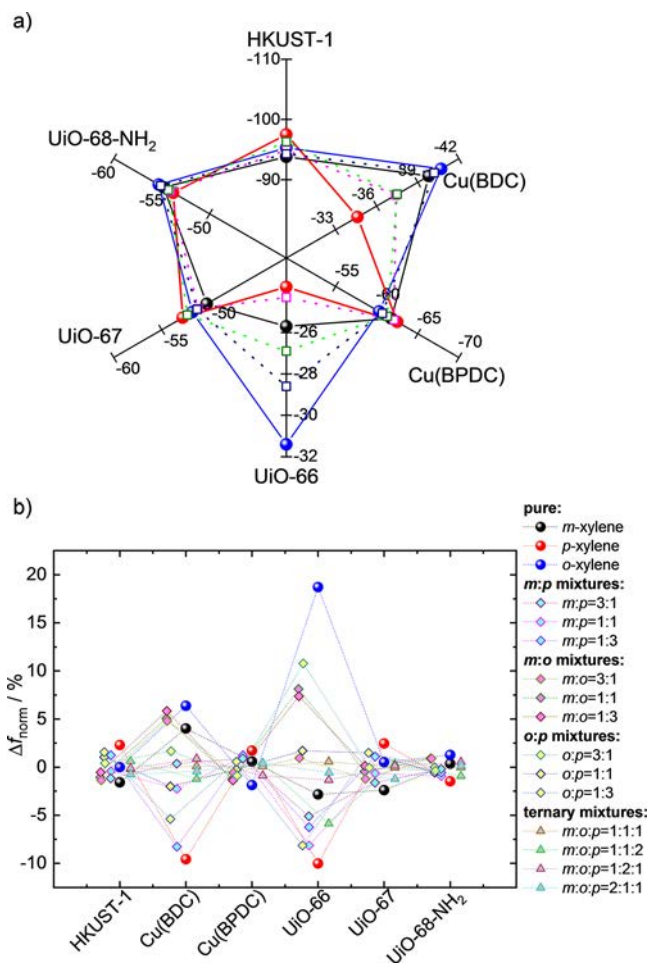 a)
HKUST-1
-110
-100
-90
UiO-68-NH2
-60
-55
-50
-42
-39
-36
-33
Cu(BDC)
-55
-60
-65
-70
Cu(BPDC)
UiO-67
-50
-55
-60
-26
-28
-30
-32
UiO-66
b)
Δfnorm / %
20
15
10
5
0
-5
-10
HKUST-1
Cu(BDC)
Cu(BPDC)
UiO-66
UiO-67
UiO-68-NH2
pure:
m-xylene
p-xylene
o-xylene
m:p mixtures:
m:p=3:1
m:p=1:1
m:p=1:3
m:o mixtures:
m:o=3:1
m:o=1:1
m:o=1:3
o:p mixtures:
o:p=3:1
o:p=1:1
o:p=1:3
ternary mixtures:
m:o:p=1:1:1
m:o:p=1:1:2
m:o:p=1:2:1
m:o:p=2:1:1